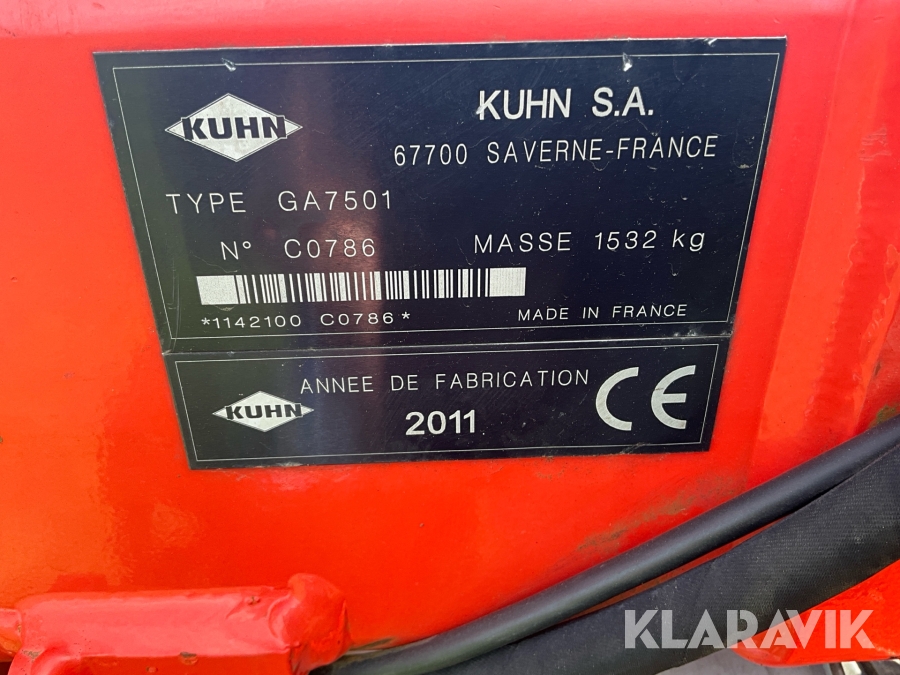 KUHN
KUHN S.A.
67700 SAVERNE-FRANCE
TYPE GA7501
N° C0786 MASSE 1532 kg
*1142100 C0786*
MADE IN FRANCE
KUHN
ANNEE DE FABRICATION
2011
CE
KLARAVIK